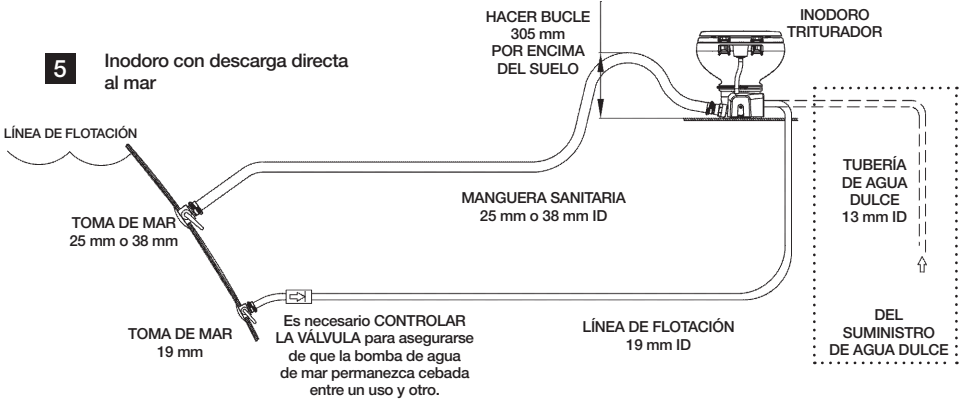 5
Inodoro con descarga directa
al mar
HACER BUCLE
305 mm
POR ENCIMA
DEL SUELO
INODORO
TRITURADOR
LÍNEA DE FLOTACIÓN
TOMA DE MAR
25 mm o 38 mm
MANGUERA SANITARIA
25 mm o 38 mm ID
TUBERÍA
DE AGUA
DULCE
13 mm ID
TOMA DE MAR
19 mm
Es necesario CONTROLAR
LA VÁLVULA para asegurarse
de que la bomba de agua
de mar permanezca cebada
entre un uso y otro.
LÍNEA DE FLOTACIÓN
19 mm ID
DEL
SUMINISTRO
DE AGUA DULCE